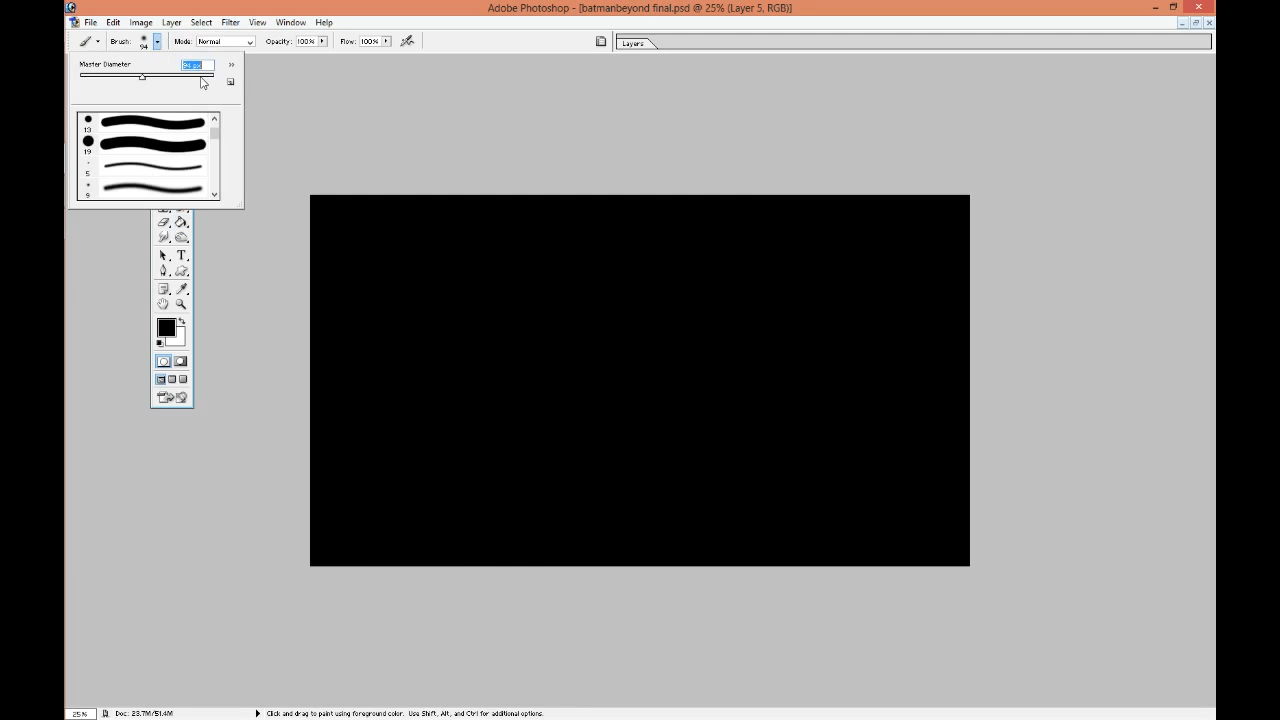 Adobe Photoshop - [batmanbeyond final.psd @ 25% (Layer 5, RGB)]
File Edit Image Layer Select Filter View Window Help
Brush: 94 Mode: Normal Opacity: 100% Flow: 100% Layers
Master Diameter 94 px
13
19
5
9
T
25% Doc: 23.7M/51.4M Click and drag to paint using foreground color. Use Shift, Alt, and Ctrl for additional options.